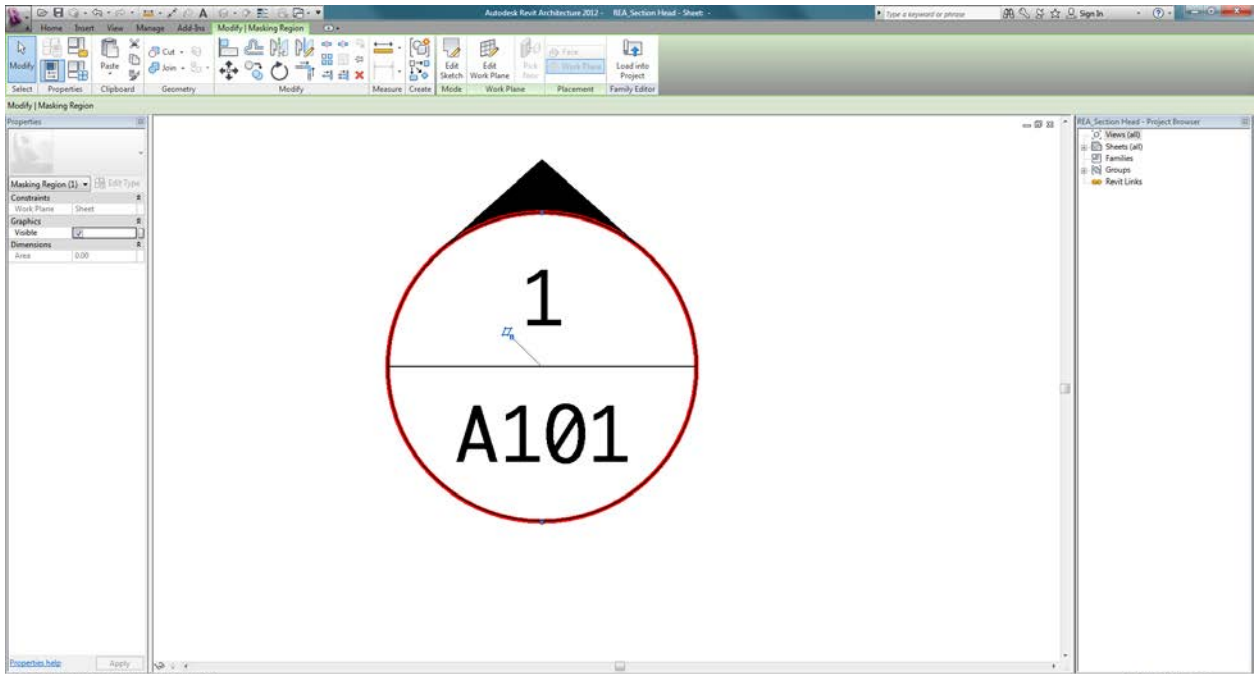 Autodesk Revit Architecture 2012 - REA_Section Head - Sheet: -
Type a keyword or phrase
Sign In
Home Insert View Manage Add-Ins Modify | Masking Region
Modify
Paste
Cut
Join
Edit Sketch
Edit Work Plane
Pick New
Face
Work Plane
Load into Project
Select Properties Clipboard Geometry Modify Measure Create Mode Work Plane Placement Family Editor
Modify | Masking Region
Properties
Masking Region (1)
Edit Type
Constraints
Work Plane Sheet
Graphics
Visible
Dimensions
Area 0.00
1
A101
REA_Section Head - Project Browser
Views (all)
Sheets (all)
Families
Groups
Revit Links
Properties help
Apply